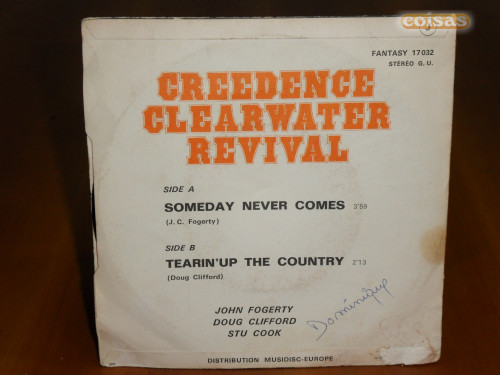 coisas
FANTASY 17032
STÉRÉO G. U.
CREEDENCE
CLEARWATER
REVIVAL
SIDE A
SOMEDAY NEVER COMES 3'59
(J. C. Fogerty)
SIDE B
TEARIN'UP THE COUNTRY 2'13
(Doug Clifford)
JOHN FOGERTY
DOUG CLIFFORD
STU COOK
Dominique
DISTRIBUTION MUSIDISC-EUROPE